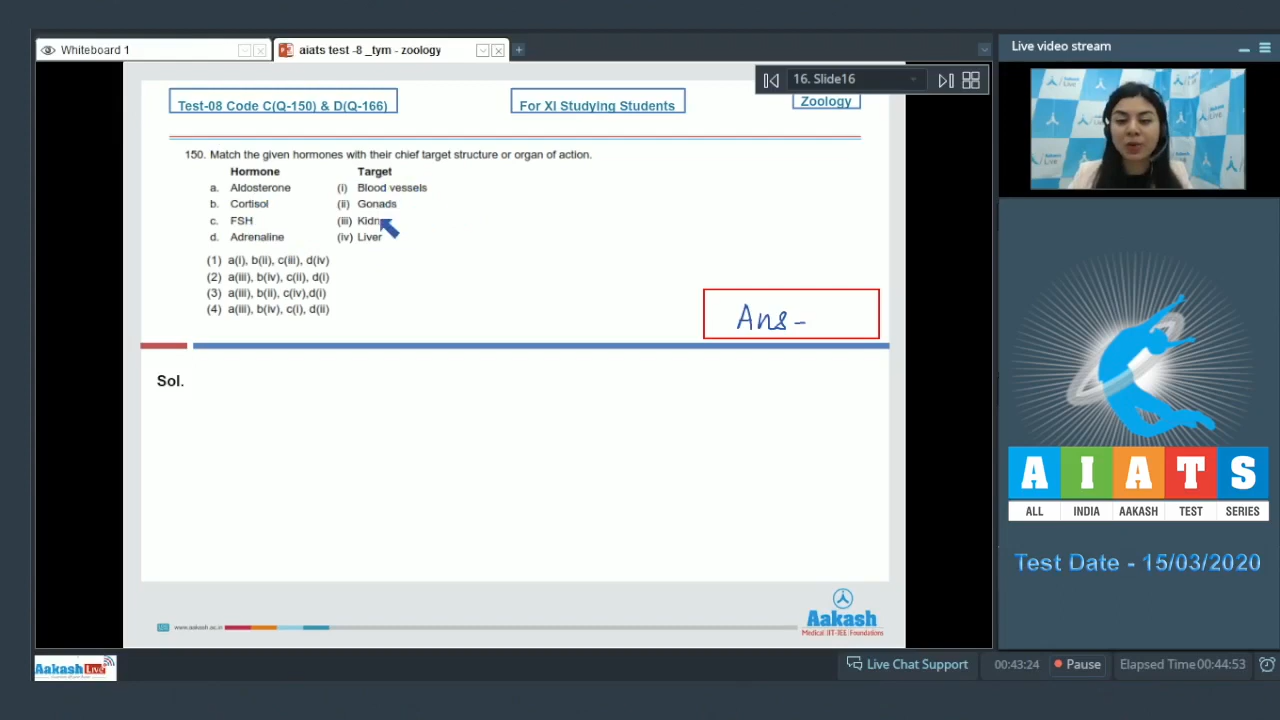 Whiteboard 1
aiats test -8 _tym - zoology
Live video stream
16. Slide16
Test-08 Code C(Q-150) & D(Q-166)
For XI Studying Students
Zoology
150. Match the given hormones with their chief target structure or organ of action.
Hormone Target
a. Aldosterone (i) Blood vessels
b. Cortisol (ii) Gonads
c. FSH (iii) Kidn
d. Adrenaline (iv) Liver
(1) a(i), b(ii), c(iii), d(iv)
(2) a(iii), b(iv), c(ii), d(i)
(3) a(iii), b(ii), c(iv),d(i)
(4) a(iii), b(iv), c(i), d(ii)
Ans -
Sol.
www.aakash.ac.in
Aakash
Medical|IIT-JEE|Foundations
AIATS
ALL INDIA AAKASH TEST SERIES
Test Date - 15/03/2020
Aakash Live
Live Chat Support
00:43:24
Pause
Elapsed Time 00:44:53